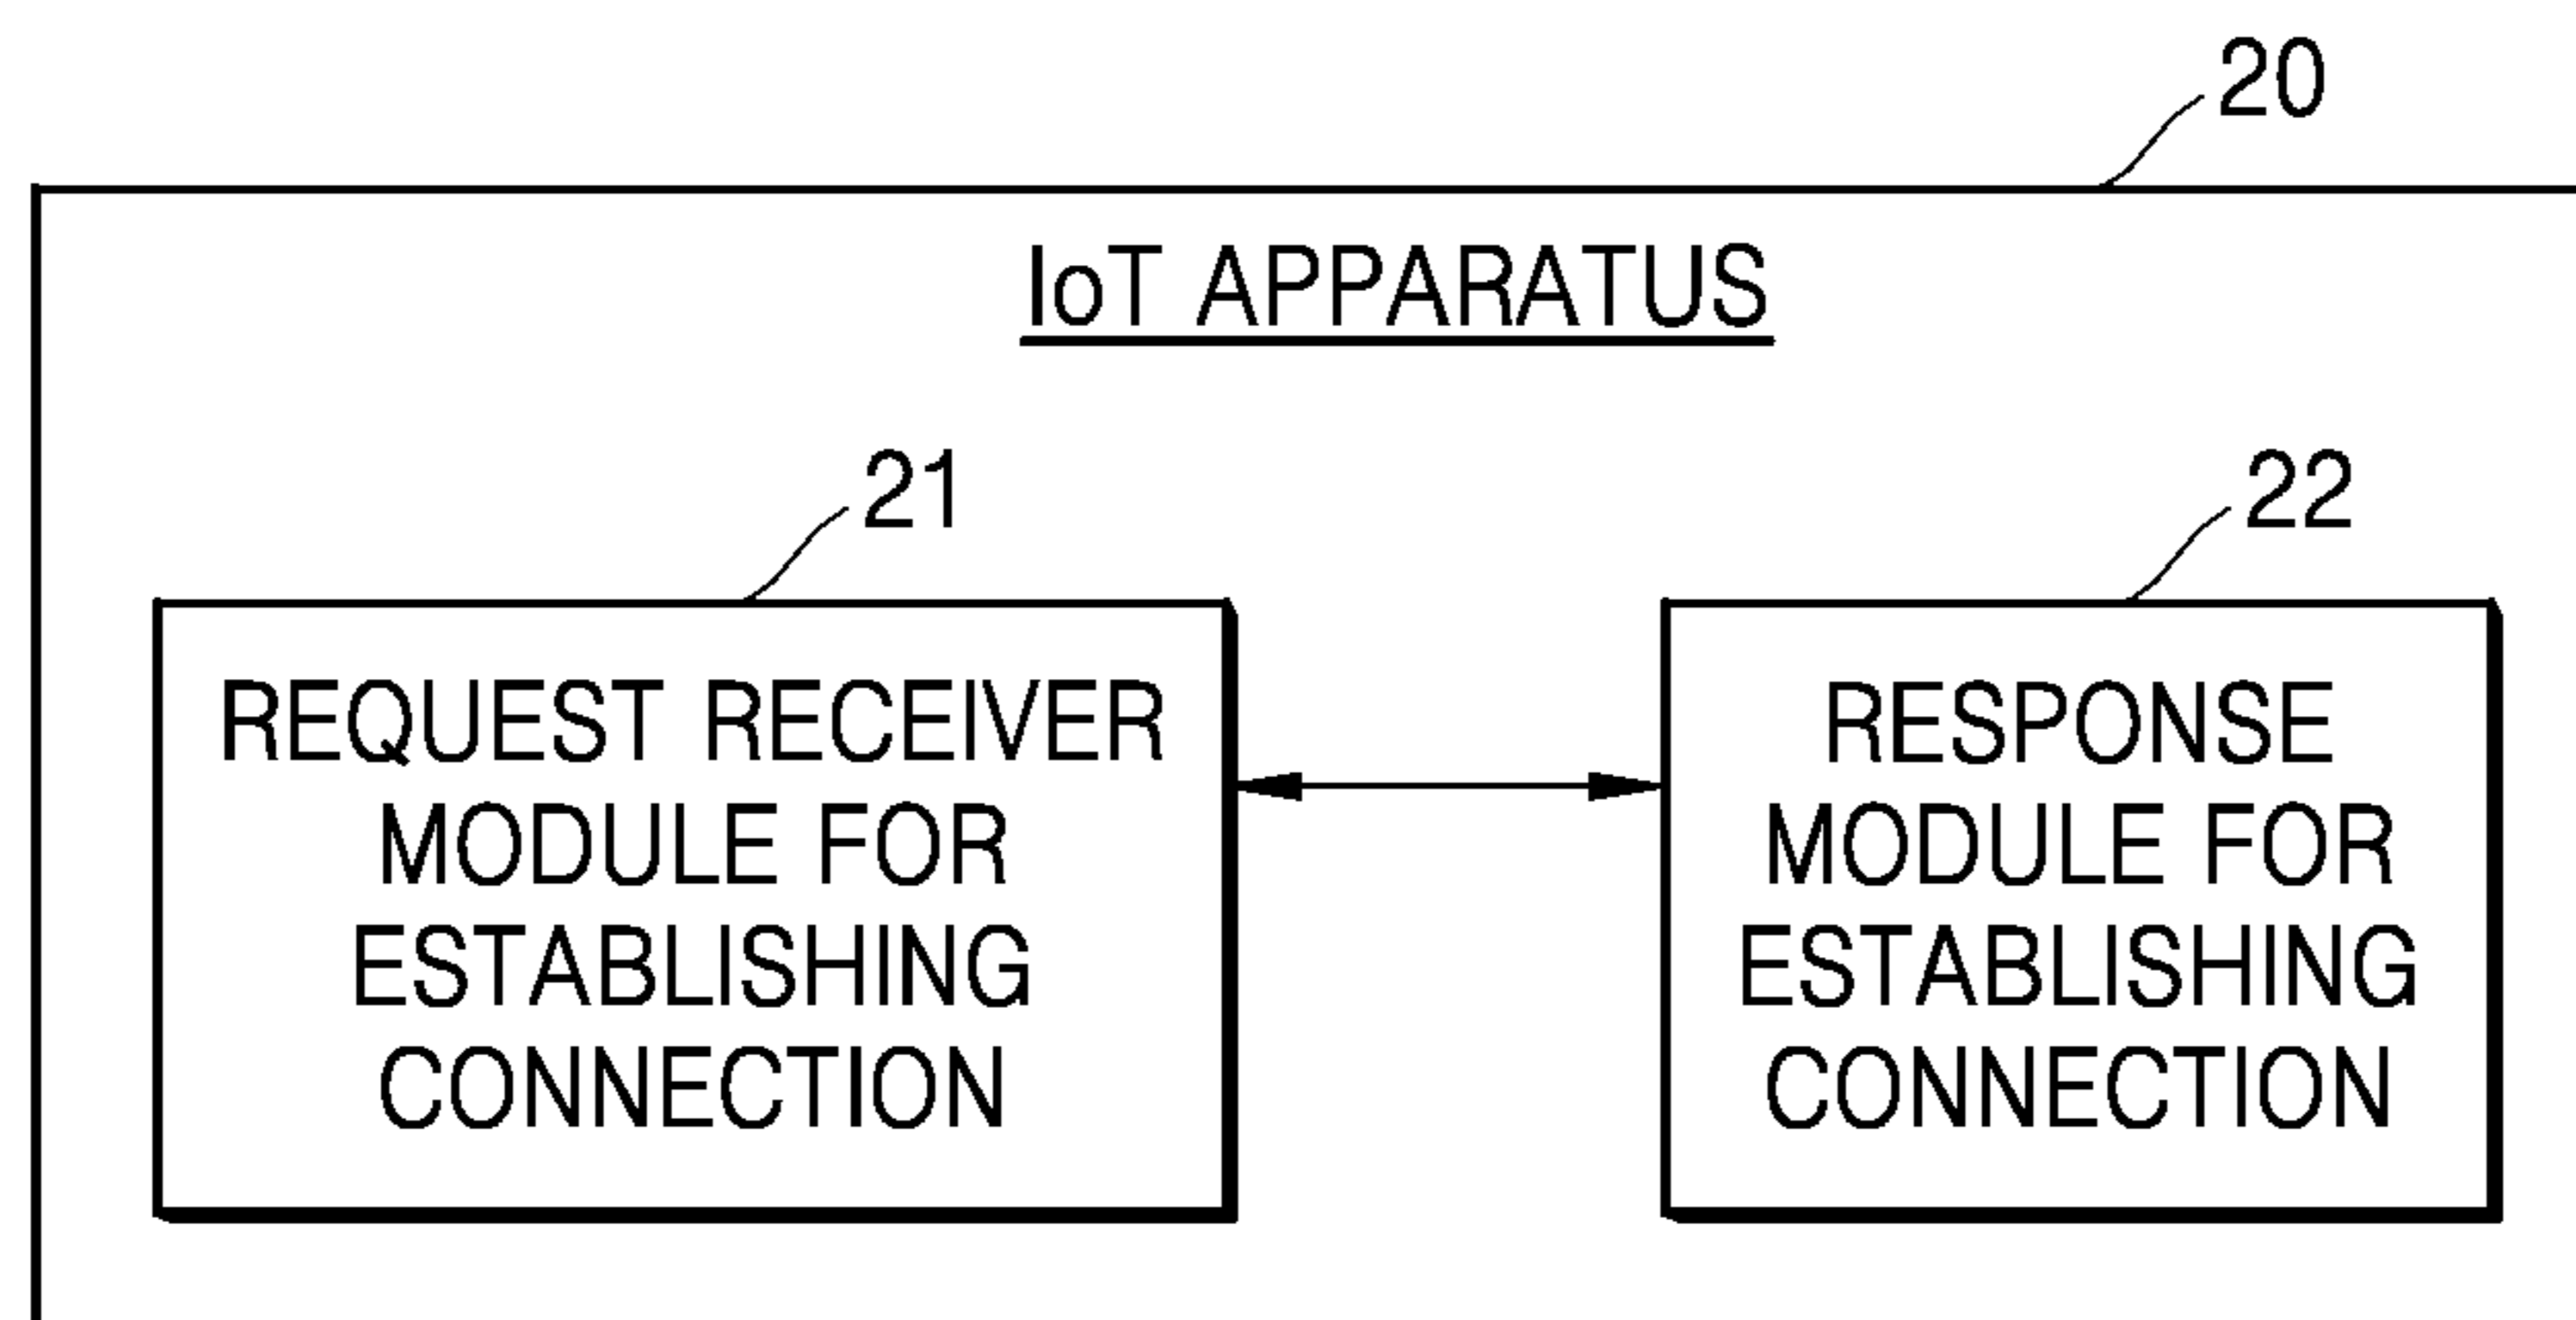 20
IoT APPARATUS
21
22
REQUEST RECEIVER
MODULE FOR
ESTABLISHING
CONNECTION
RESPONSE
MODULE FOR
ESTABLISHING
CONNECTION